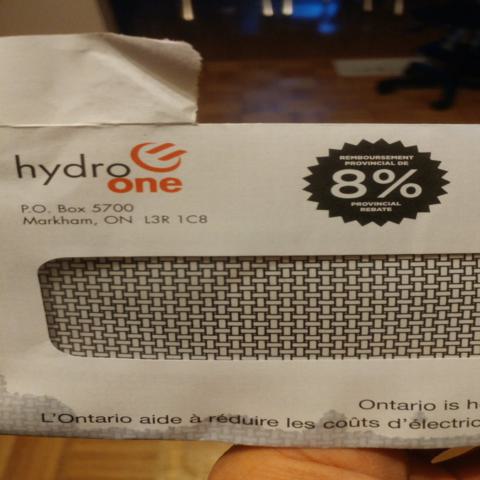 hydro
one
P.O. Box 5700
Markham, ON L3R 1C8
REMBOURSEMENT
PROVINCIAL DE
8%
PROVINCIAL
REBATE
Ontario is
L'Ontario aide à réduire les coûts